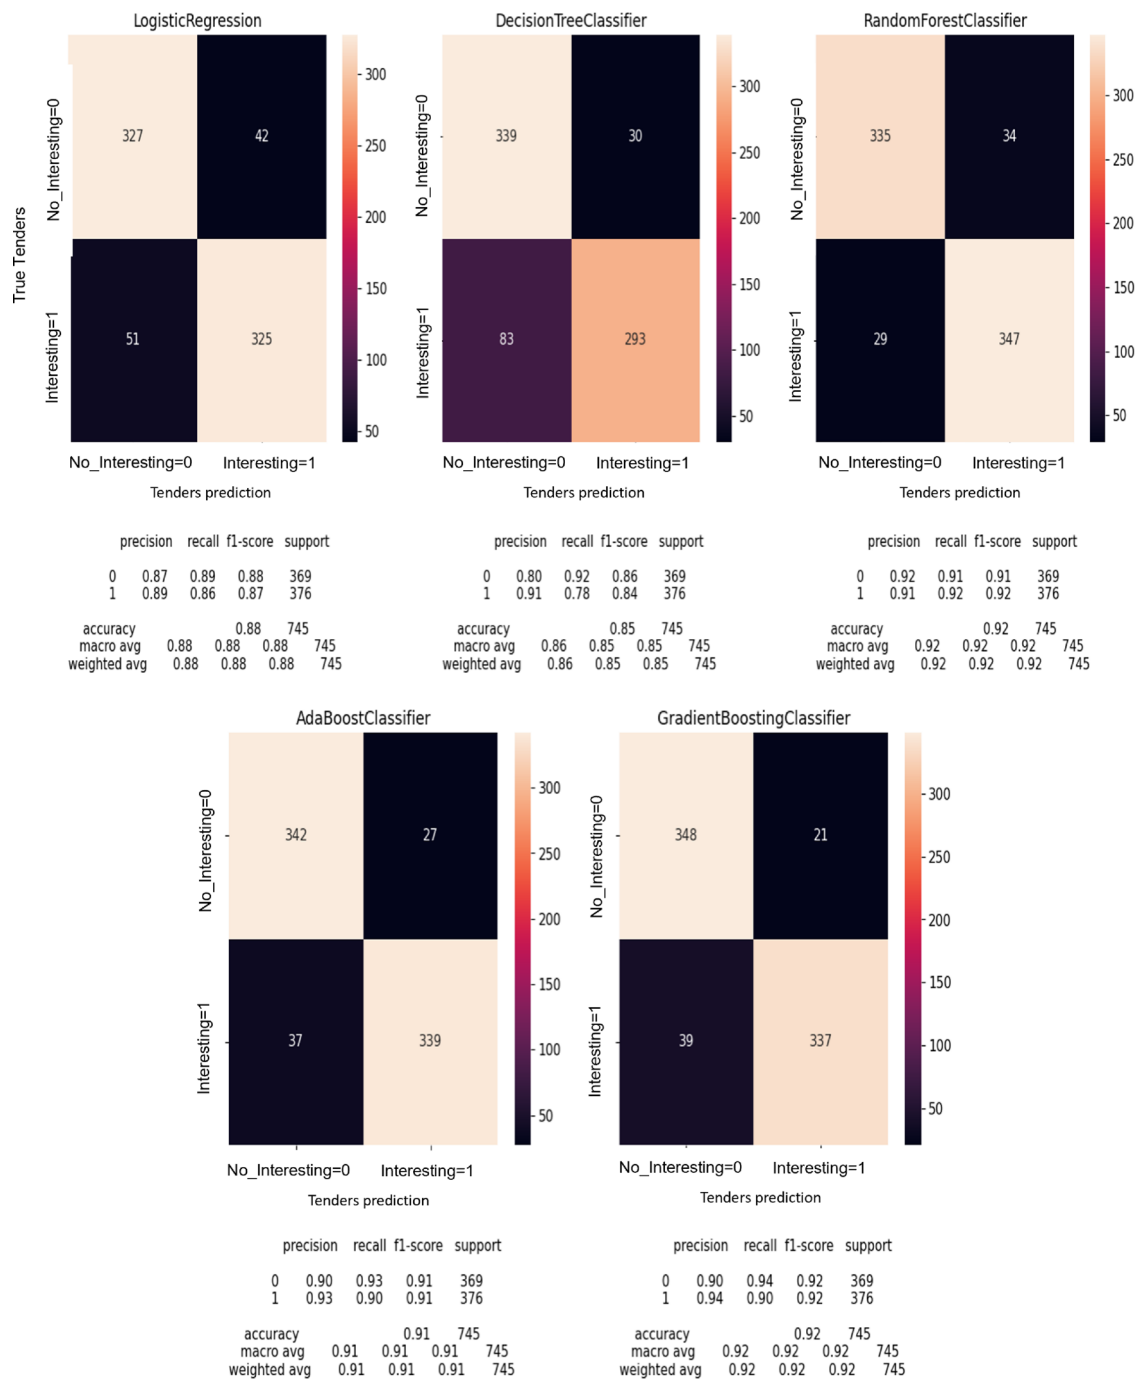 LogisticRegression
True Tenders
No_Interesting=0
Interesting=1
327 42
51 325
300
250
200
150
100
50
No_Interesting=0 Interesting=1
Tenders prediction
precision recall f1-score support
0 0.87 0.89 0.88 369
1 0.89 0.86 0.87 376
accuracy 0.88 745
macro avg 0.88 0.88 0.88 745
weighted avg 0.88 0.88 0.88 745
DecisionTreeClassifier
No_Interesting=0
Interesting=1
339 30
83 293
300
250
200
150
100
50
No_Interesting=0 Interesting=1
Tenders prediction
precision recall f1-score support
0 0.80 0.92 0.86 369
1 0.91 0.78 0.84 376
accuracy 0.85 745
macro avg 0.86 0.85 0.85 745
weighted avg 0.86 0.85 0.85 745
RandomForestClassifier
No_Interesting=0
Interesting=1
335 34
29 347
300
250
200
150
100
50
No_Interesting=0 Interesting=1
Tenders prediction
precision recall f1-score support
0 0.92 0.91 0.91 369
1 0.91 0.92 0.92 376
accuracy 0.92 745
macro avg 0.92 0.92 0.92 745
weighted avg 0.92 0.92 0.92 745
AdaBoostClassifier
No_Interesting=0
Interesting=1
342 27
37 339
300
250
200
150
100
50
No_Interesting=0 Interesting=1
Tenders prediction
precision recall f1-score support
0 0.90 0.93 0.91 369
1 0.93 0.90 0.91 376
accuracy 0.91 745
macro avg 0.91 0.91 0.91 745
weighted avg 0.91 0.91 0.91 745
GradientBoostingClassifier
No_Interesting=0
Interesting=1
348 21
39 337
300
250
200
150
100
50
No_Interesting=0 Interesting=1
Tenders prediction
precision recall f1-score support
0 0.90 0.94 0.92 369
1 0.94 0.90 0.92 376
accuracy 0.92 745
macro avg 0.92 0.92 0.92 745
weighted avg 0.92 0.92 0.92 745